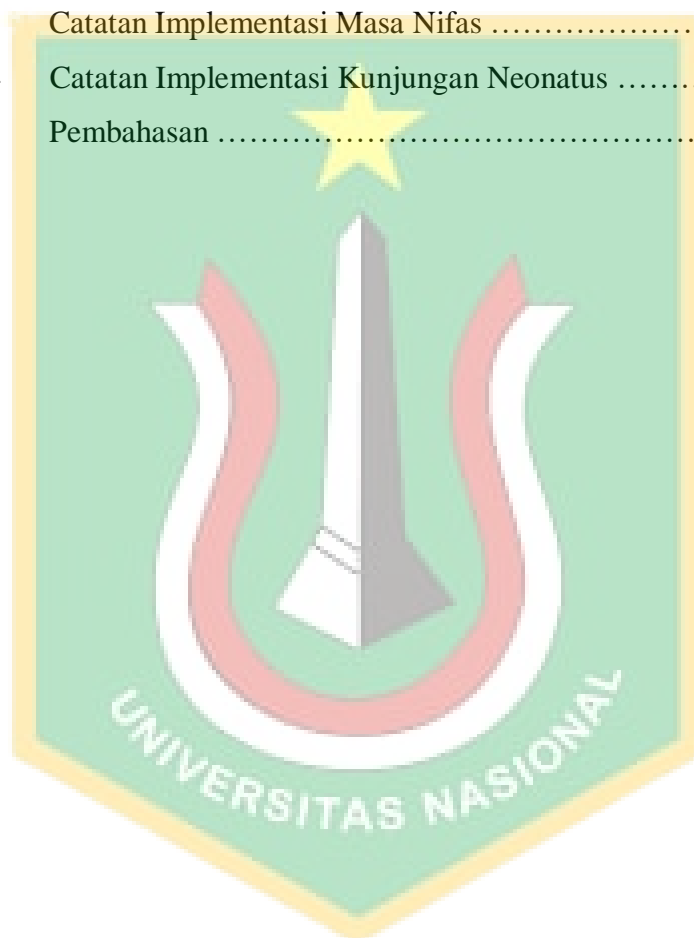 Catatan Implementasi Masa Nifas ………………
Catatan Implementasi Kunjungan Neonatus ……
Pembahasan ……………………………………
UNIVERSITAS NASIONAL